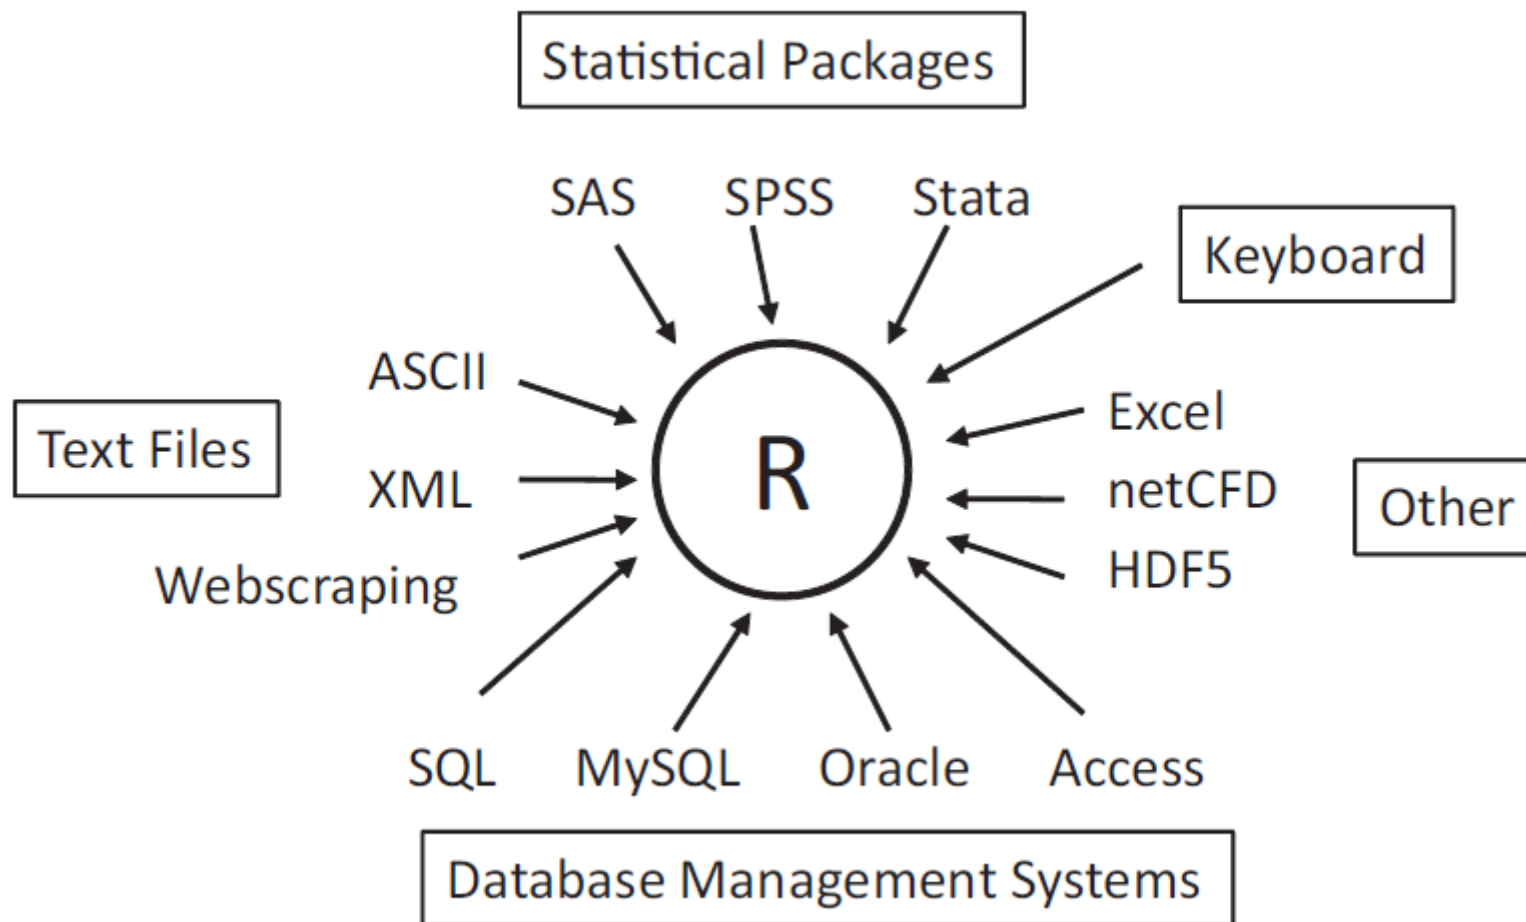 Statistical Packages
SAS SPSS Stata
Keyboard
ASCII
Excel
Text Files
R
XML
netCFD
Other
Webscraping
HDF5
SQL MySQL Oracle Access
Database Management Systems